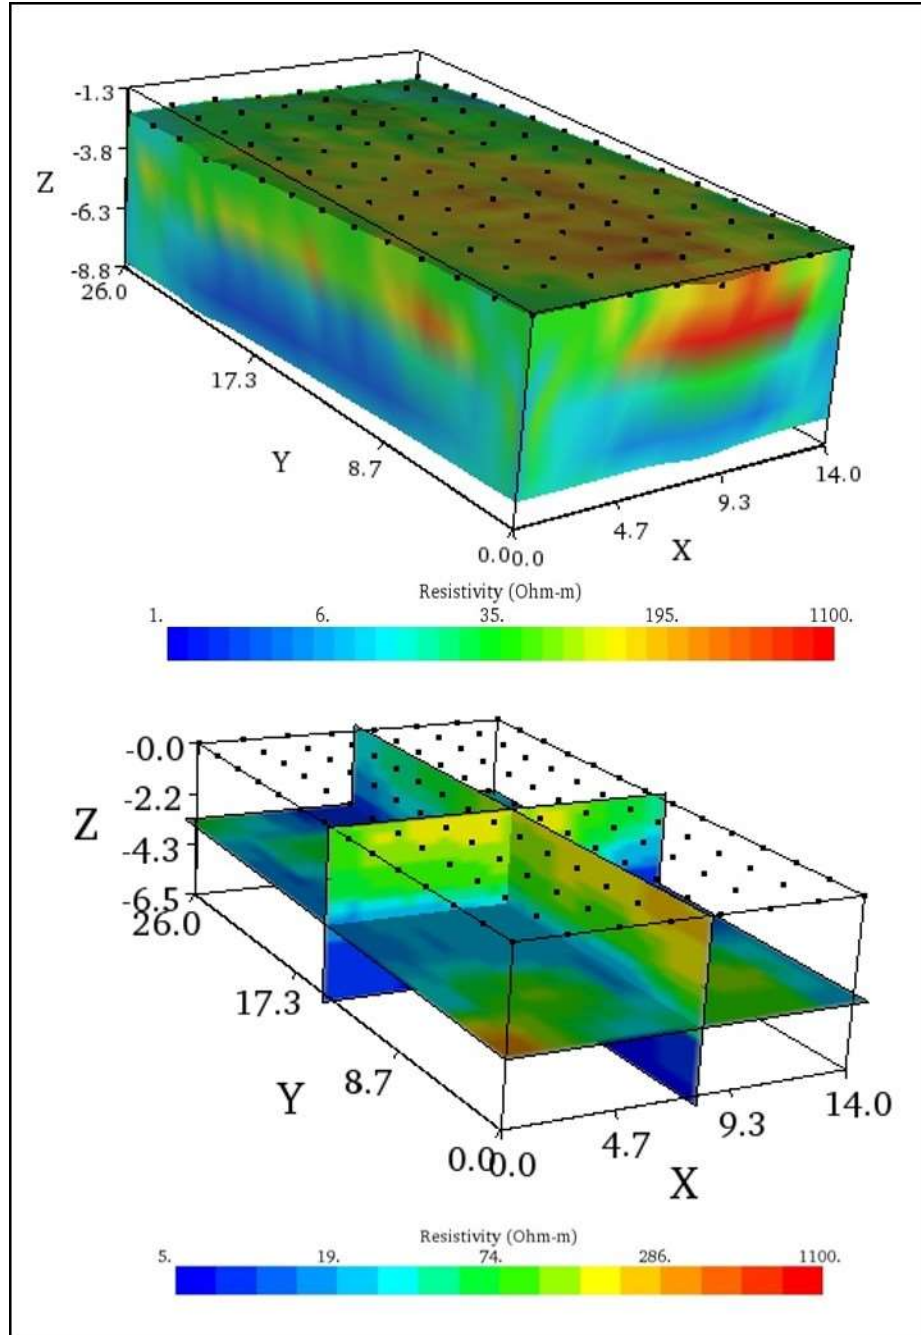 -1.3
-3.8
Z
-6.3
-8.8
26.0
17.3
Y
8.7
0.0
0.0
4.7
X
9.3
14.0
Resistivity (Ohm-m)
1. 6. 35. 195. 1100.
-0.0
-2.2
Z
-4.3
-6.5
26.0
17.3
Y
8.7
0.0
0.0
4.7
X
9.3
14.0
Resistivity (Ohm-m)
5. 19. 74. 286. 1100.